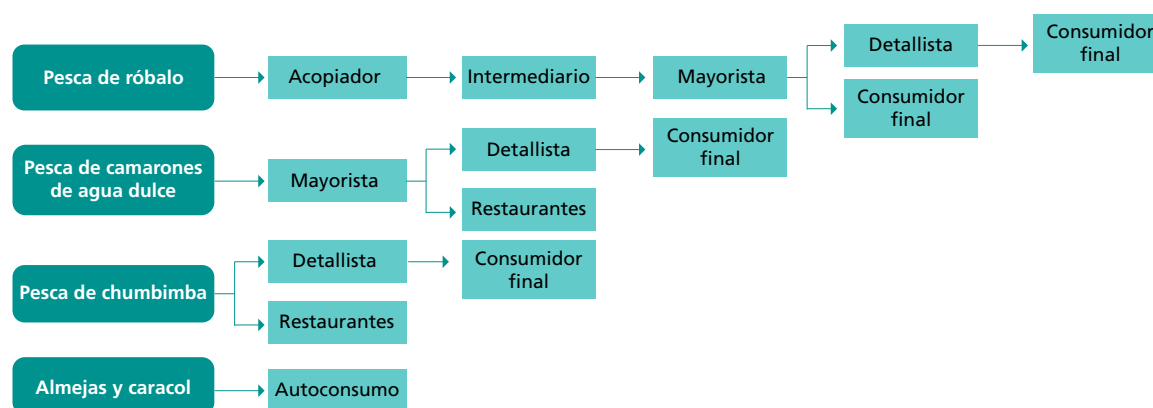 Pesca de róbalo
Acopiador
Intermediario
Mayorista
Detallista
Consumidor
final
Consumidor
final
Pesca de camarones
de agua dulce
Mayorista
Detallista
Consumidor
final
Restaurantes
Pesca de chumbimba
Detallista
Consumidor
final
Restaurantes
Almejas y caracol
Autoconsumo